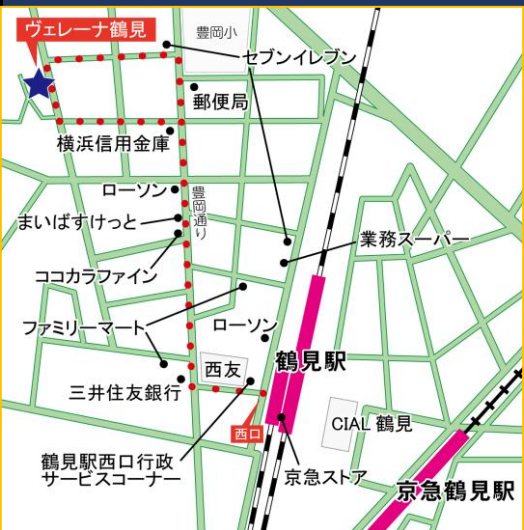 ヴェレーナ鶴見
豊岡小
セブンイレブン
郵便局
横浜信用金庫
ローソン
豊岡通り
まいばすけっと
業務スーパー
ココカラファイン
ファミリーマート
ローソン
鶴見駅
西友
三井住友銀行
CIAL 鶴見
西口
鶴見駅西口行政
サービスコーナー
京急ストア
京急鶴見駅